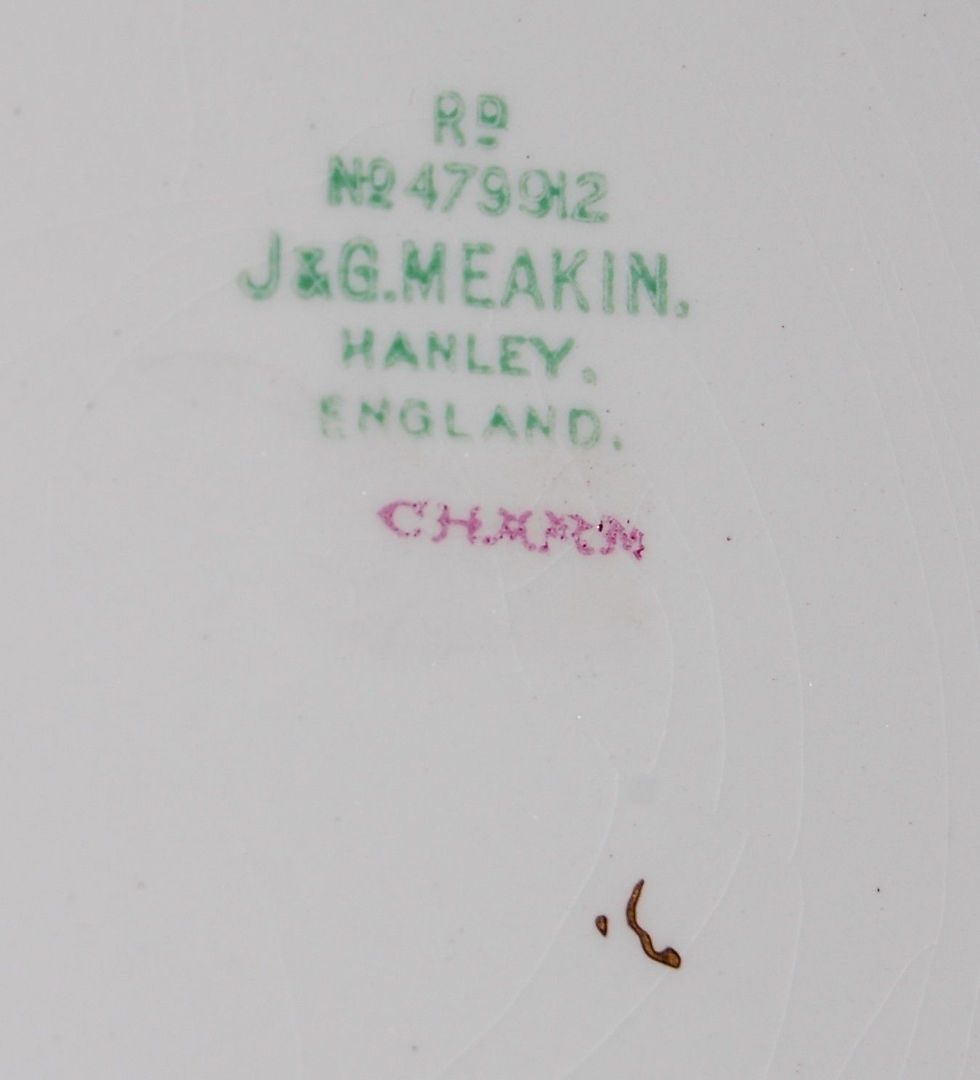 RD
No 479912
J&G.MEAKIN.
HANLEY.
ENGLAND.
CHARM